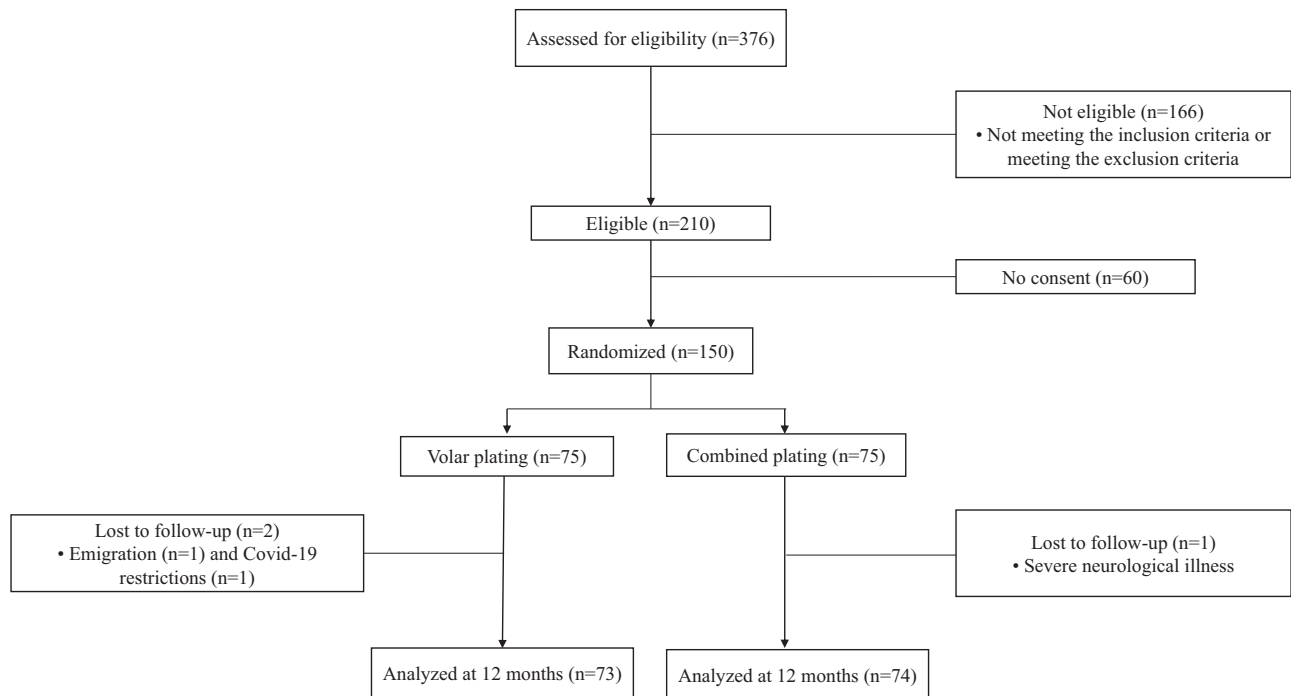 Assessed for eligibility (n=376)
Not eligible (n=166)
• Not meeting the inclusion criteria or
meeting the exclusion criteria
Eligible (n=210)
No consent (n=60)
Randomized (n=150)
Volar plating (n=75)
Combined plating (n=75)
Lost to follow-up (n=2)
• Emigration (n=1) and Covid-19
restrictions (n=1)
Lost to follow-up (n=1)
• Severe neurological illness
Analyzed at 12 months (n=73)
Analyzed at 12 months (n=74)